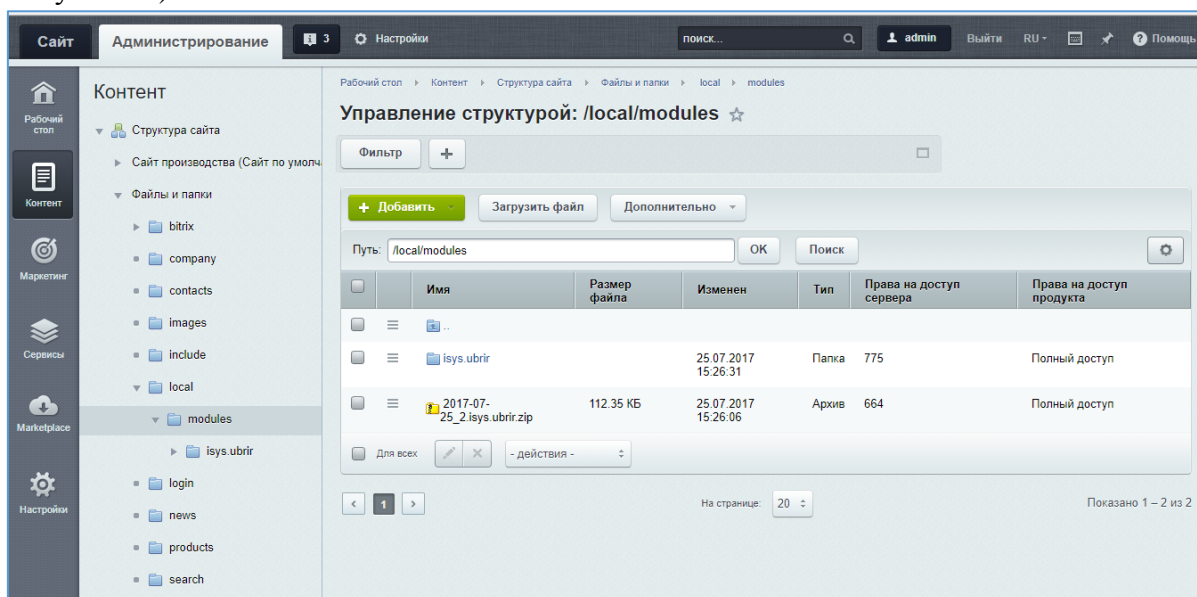 Сайт
Администрирование
3
Настройки
поиск...
admin
Выйти
RU
Помощь
Рабочий стол
Контент
Маркетинг
Сервисы
Marketplace
Настройки
Контент
Структура сайта
Сайт производства (Сайт по умолч
Файлы и папки
bitrix
company
contacts
images
include
local
modules
isys.ubrir
login
news
products
search
Рабочий стол Контент Структура сайта Файлы и папки local modules
Управление структурой: /local/modules
Фильтр +
+ Добавить Загрузить файл Дополнительно
Путь: /local/modules OK Поиск
Имя Размер файла Изменен Тип Права на доступ сервера Права на доступ продукта
..
isys.ubrir 25.07.2017 15:26:31 Папка 775 Полный доступ
2017-07-25_2.isys.ubrir.zip 112.35 КБ 25.07.2017 15:26:06 Архив 664 Полный доступ
Для всех - действия -
1 На странице: 20 Показано 1 – 2 из 2